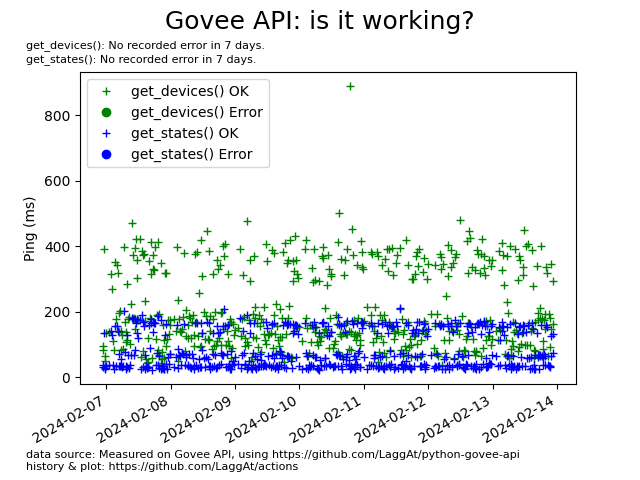 Govee API: is it working?
get_devices(): No recorded error in 7 days.
get_states(): No recorded error in 7 days.
get_devices() OK
get_devices() Error
get_states() OK
get_states() Error
Ping (ms)
800
600
400
200
0
2024-02-07
2024-02-08
2024-02-09
2024-02-10
2024-02-11
2024-02-12
2024-02-13
2024-02-14
data source: Measured on Govee API, using https://github.com/LaggAt/python-govee-api
history & plot: https://github.com/LaggAt/actions